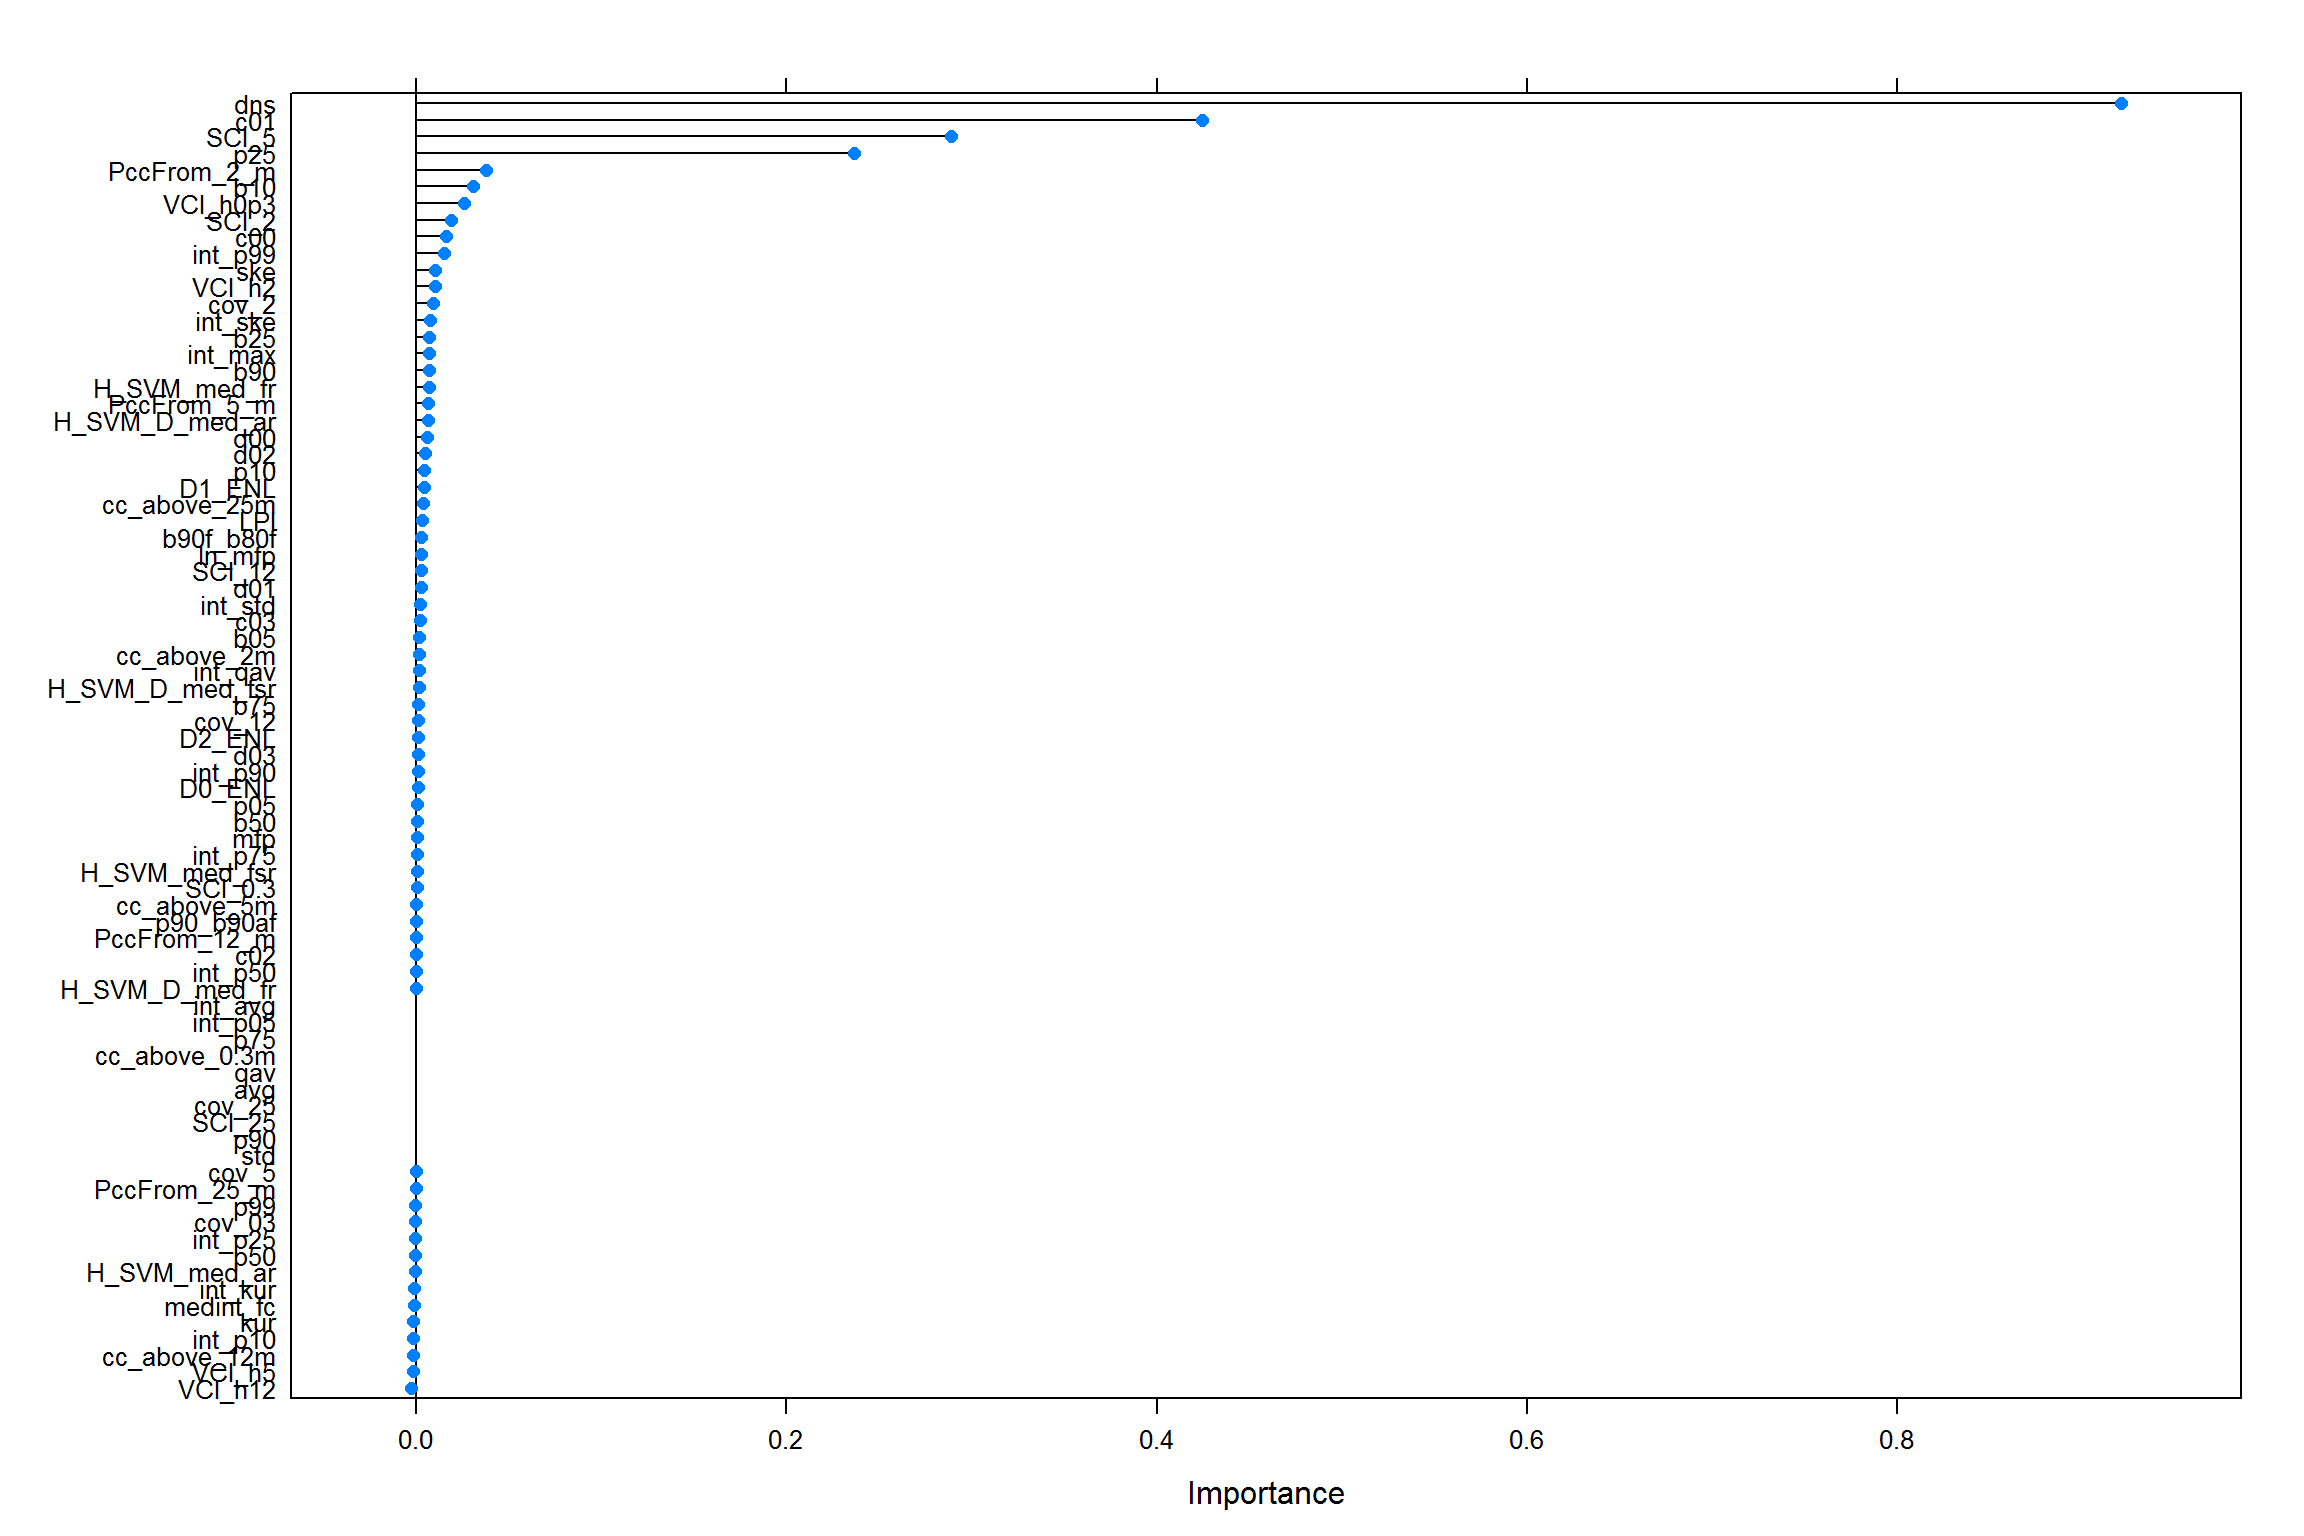 dns
c01
SCI_5
p25
PccFrom_2_m
b10
VCI_h0p3
SCI_2
c00
int_p99
ske
VCI_h2
cov_2
int_ske
b25
int_max
b90
H_SVM_med_fr
PccFrom_5_m
H_SVM_D_med_ar
d00
d02
p10
D1_ENL
cc_above_25m
LPI
b90f_b80f
ln_mfp
SCI_12
d01
int_std
c03
b05
cc_above_2m
int_qav
H_SVM_D_med_fsr
b75
cov_12
D2_ENL
d03
int_p90
D0_ENL
p05
b50
mfp
int_p75
H_SVM_med_fsr
SCI_0.3
cc_above_5m
p90_b90af
PccFrom_12_m
c02
int_p50
H_SVM_D_med_fr
int_avg
int_p05
p75
cc_above_0.3m
qav
avg
cov_25
SCI_25
p90
std
cov_5
PccFrom_25_m
p99
cov_03
int_p25
p50
H_SVM_med_ar
int_kur
medint_fc
kur
int_p10
cc_above_12m
VCI_h5
VCI_h12
0.0 0.2 0.4 0.6 0.8
Importance